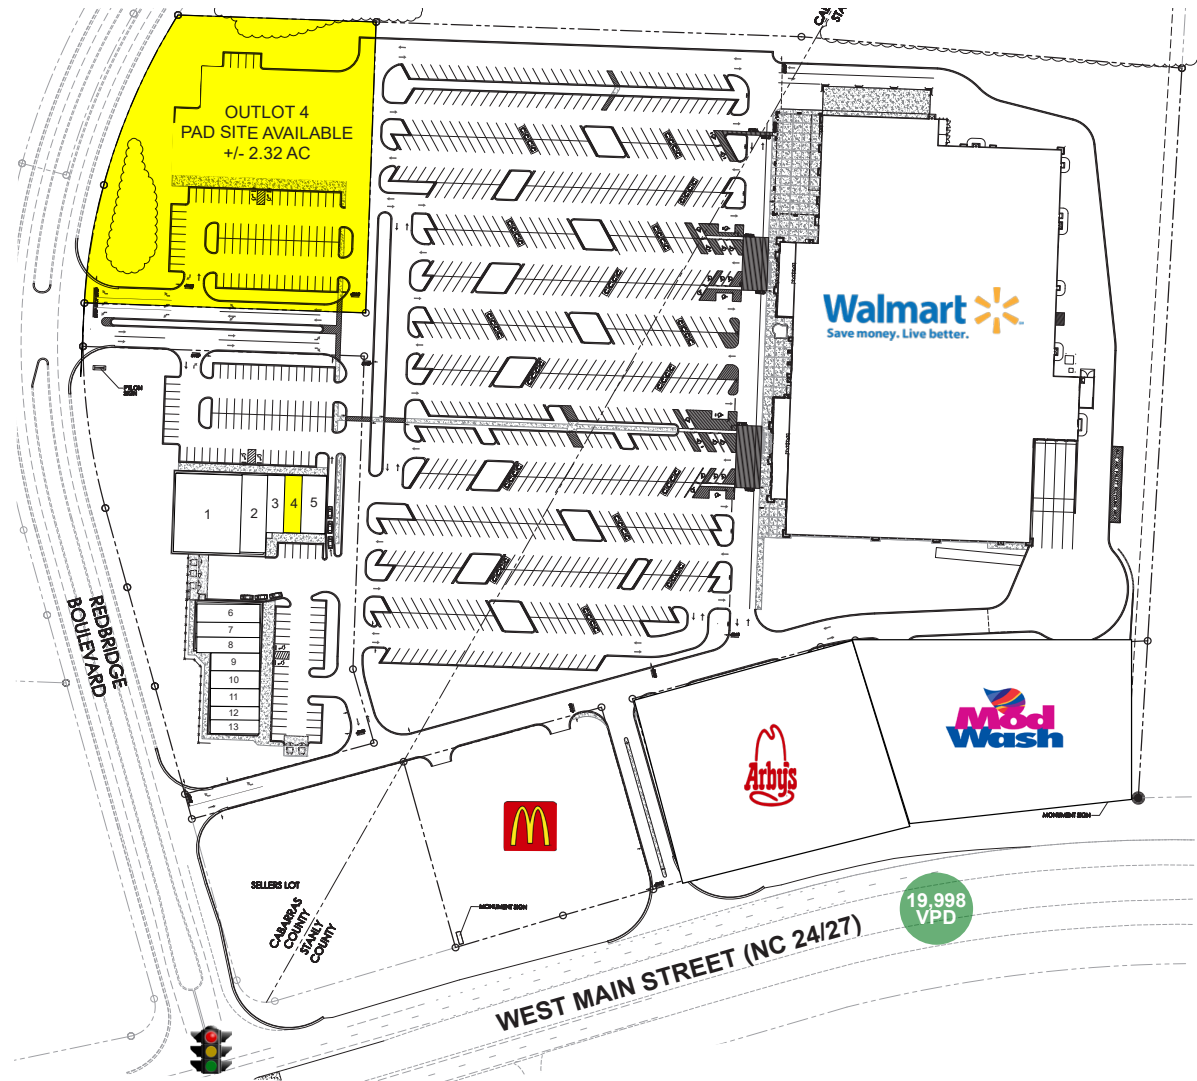 OUTLOT 4
PAD SITE AVAILABLE
+/- 2.32 AC
Walmart
Save money. Live better.
PYLON
SIGN
1
2
3
4
5
6
7
8
9
10
11
12
13
REDBRIDGE
BOULEVARD
Mod
Wash
Arby's
MONUMENT SIGN
SELLERS LOT
CABARRAS
COUNTY
STANLY
COUNTY
MONUMENT SIGN
19,998
VPD
WEST MAIN STREET (NC 24/27)